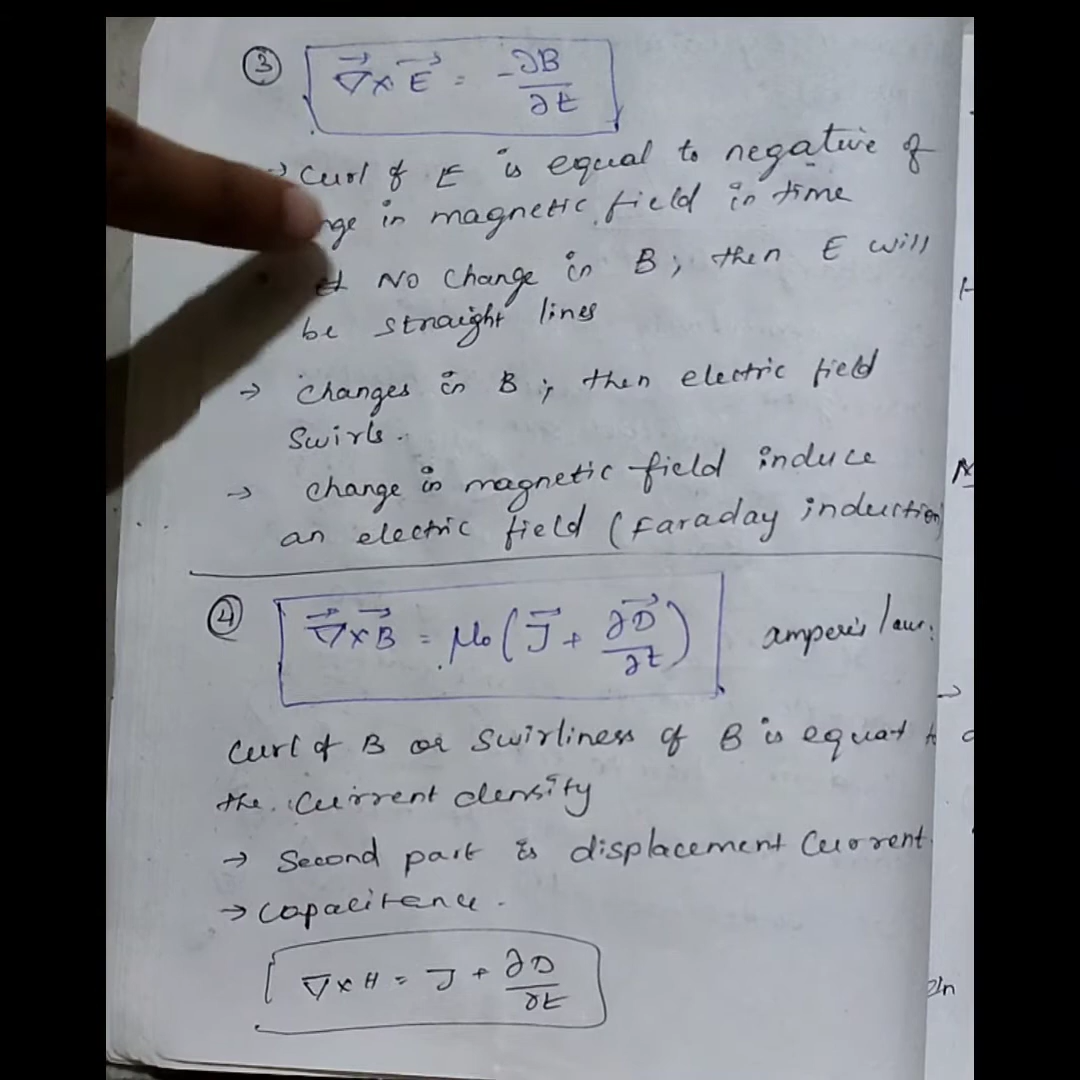 ③ ∇⃗ × E⃗ = -∂B/∂t
→ Curl of E is equal to negative of
in magnetic field in time
No change in B; then E will
be straight lines
→ changes in B; then electric field
swirls.
→ change in magnetic field induce
an electric field (Faraday induction)
④ ∇⃗ × B⃗ = μ₀(J⃗ + ∂D⃗/∂t) ampere's law:
Curl of B or swirliness of B is equal to
the current density
→ Second part is displacement Current
→ Capacitance.
∇ × H = J + ∂D/∂t